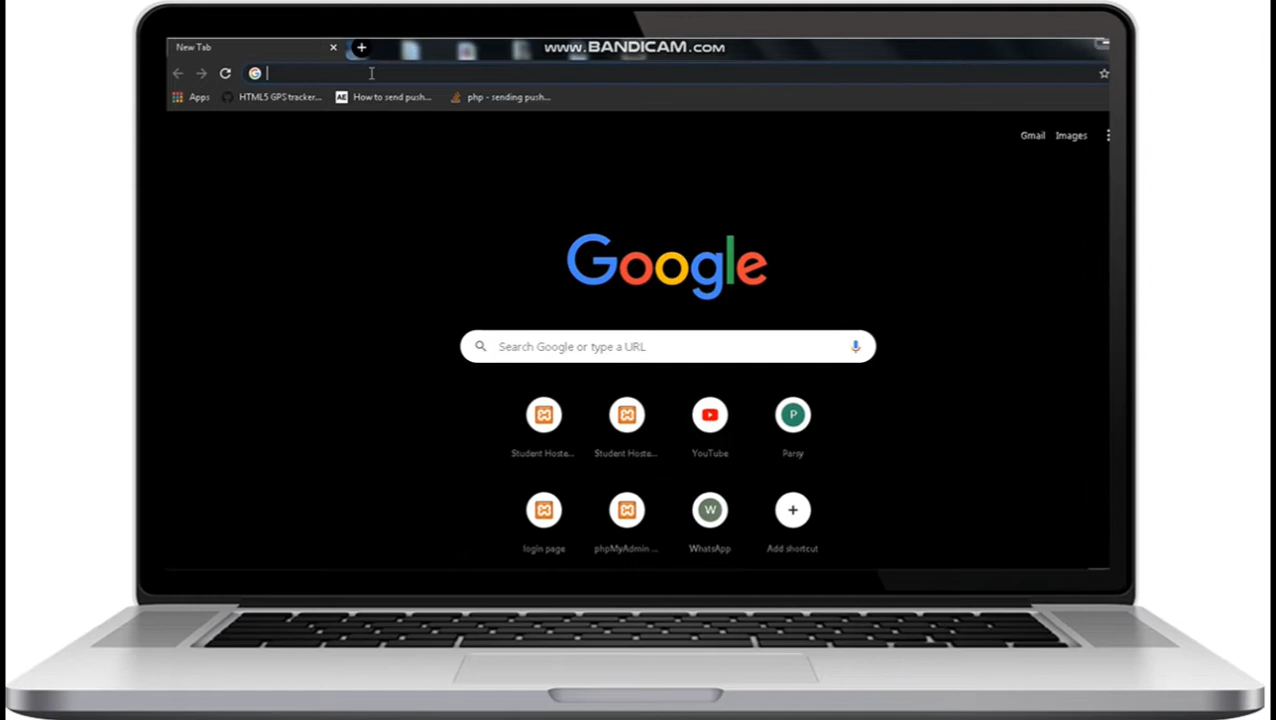 New Tab
www.BANDICAM.com
Apps
HTML5 GPS tracker...
AE
How to send push...
php - sending push...
Gmail
Images
Google
Search Google or type a URL
Student Hoste...
Student Hoste...
YouTube
P
Parsy
login page
phpMyAdmin ...
W
WhatsApp
Add shortcut